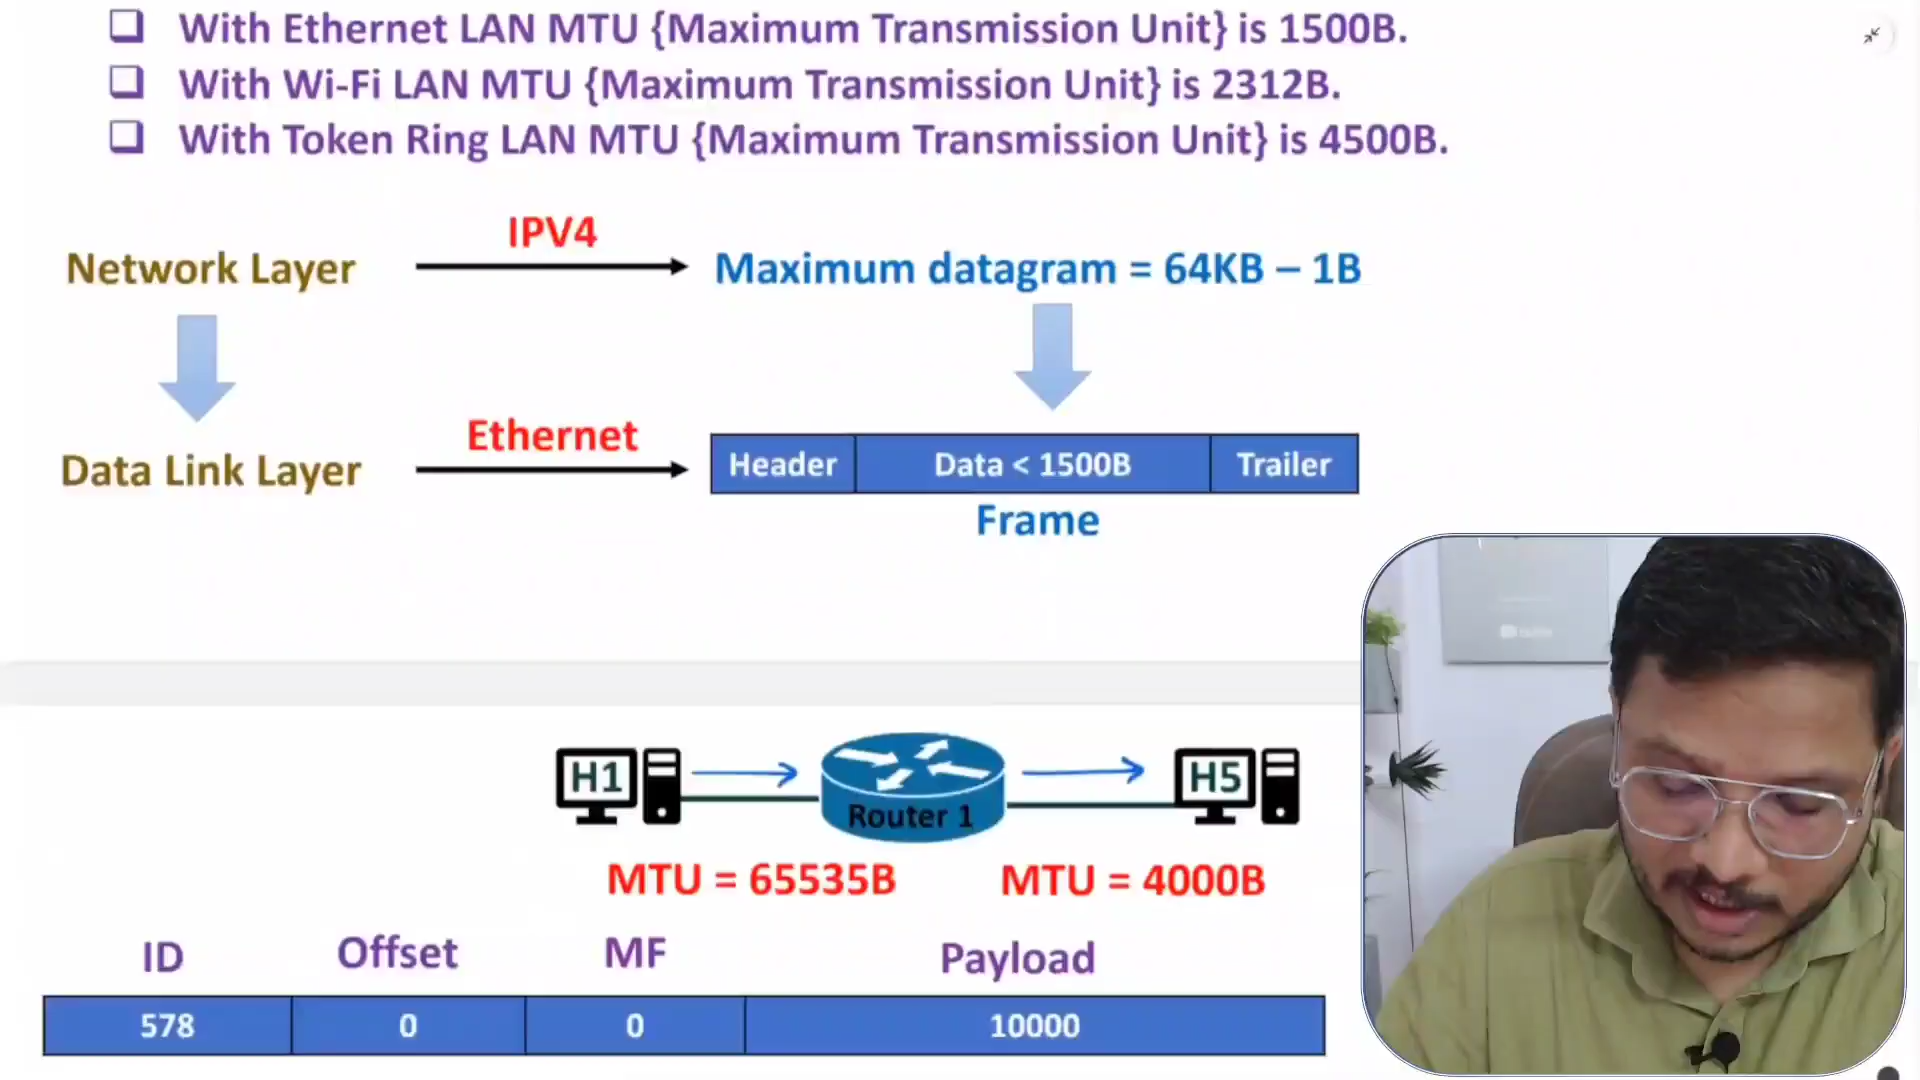 With Ethernet LAN MTU {Maximum Transmission Unit} is 1500B.
With Wi-Fi LAN MTU {Maximum Transmission Unit} is 2312B.
With Token Ring LAN MTU {Maximum Transmission Unit} is 4500B.
IPV4
Network Layer
Maximum datagram = 64KB – 1B
Ethernet
Data Link Layer
Header
Data < 1500B
Trailer
Frame
H1
Router 1
H5
MTU = 65535B
MTU = 4000B
ID
Offset
MF
Payload
578
0
0
10000